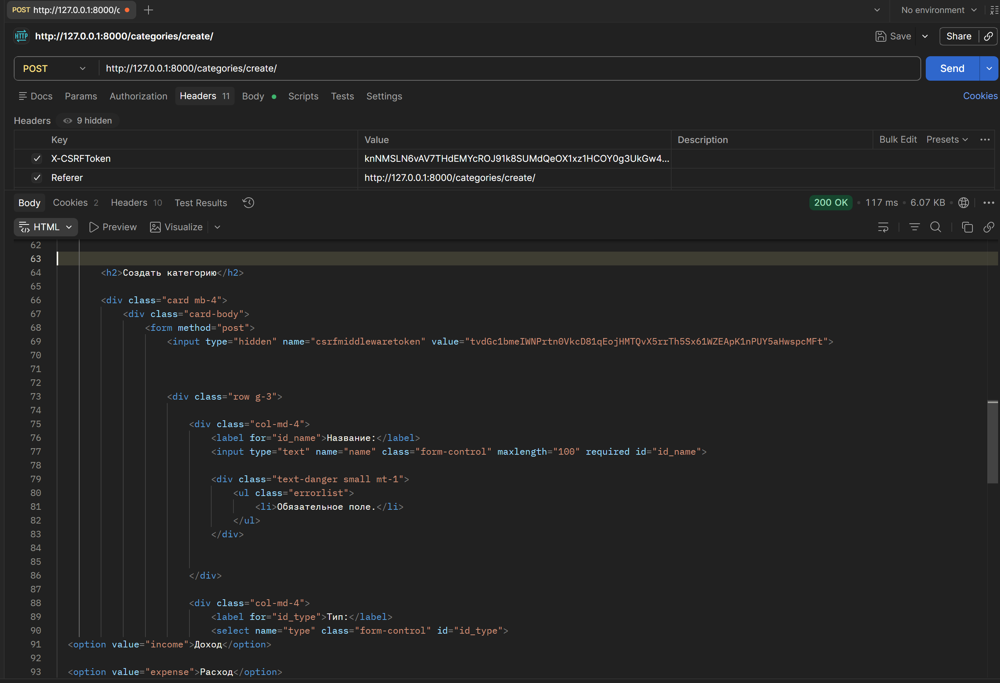 POST http://127.0.0.1:8000/c
No environment
HTTP http://127.0.0.1:8000/categories/create/
Save
Share
POST http://127.0.0.1:8000/categories/create/
Send
Docs Params Authorization Headers 11 Body Scripts Tests Settings Cookies
Headers 9 hidden
Key Value Description Bulk Edit Presets
X-CSRFToken knNMSLN6vAV7THdEMYcROJ91k8SUMdQeOX1xz1HCOY0g3UkGw4...
Referer http://127.0.0.1:8000/categories/create/
Body Cookies 2 Headers 10 Test Results 200 OK 117 ms 6.07 KB
HTML Preview Visualize
62
63
64 <h2>Создать категорию</h2>
65
66 <div class="card mb-4">
67 <div class="card-body">
68 <form method="post">
69 <input type="hidden" name="csrfmiddlewaretoken" value="tvdGc1bmeIWNPrtn0VkcD81qEojHMTQvX5rrTh5Sx61WZEApK1nPUY5aHwspcMFt">
70
71
72
73 <div class="row g-3">
74
75 <div class="col-md-4">
76 <label for="id_name">Название:</label>
77 <input type="text" name="name" class="form-control" maxlength="100" required id="id_name">
78
79 <div class="text-danger small mt-1">
80 <ul class="errorlist">
81 <li>Обязательное поле.</li>
82 </ul>
83 </div>
84
85
86 </div>
87
88 <div class="col-md-4">
89 <label for="id_type">Тип:</label>
90 <select name="type" class="form-control" id="id_type">
91 <option value="income">Доход</option>
92
93 <option value="expense">Расход</option>